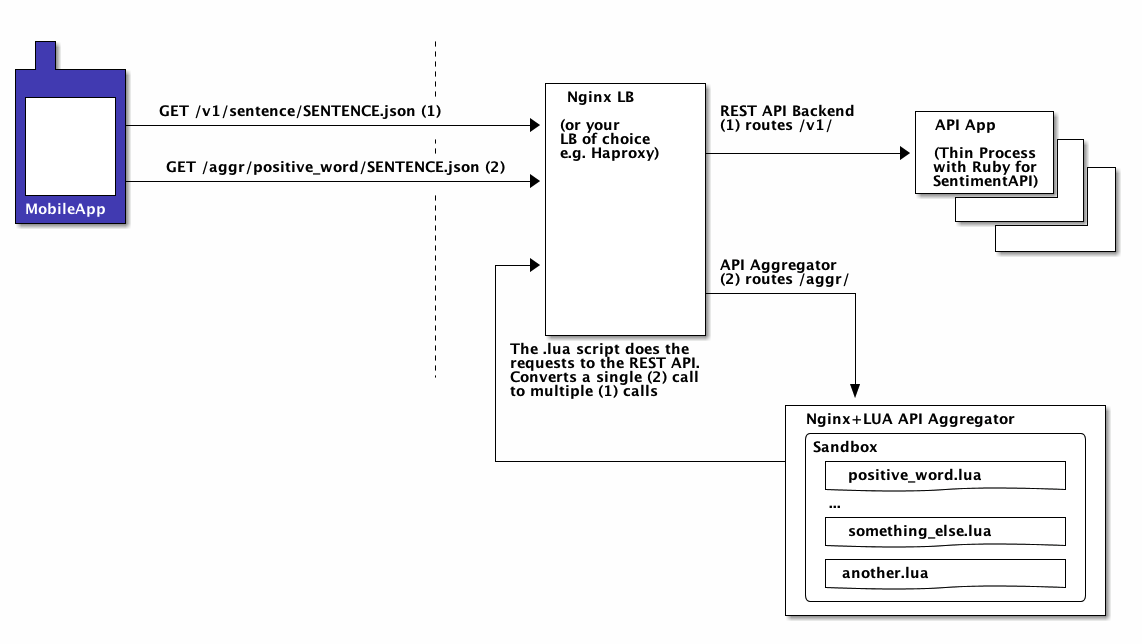 GET /v1/sentence/SENTENCE.json (1)
GET /aggr/positive_word/SENTENCE.json (2)
MobileApp
Nginx LB
(or your
LB of choice
e.g. Haproxy)
REST API Backend
(1) routes /v1/
API App
(Thin Process
with Ruby for
SentimentAPI)
API Aggregator
(2) routes /aggr/
The .lua script does the
requests to the REST API.
Converts a single (2) call
to multiple (1) calls
Nginx+LUA API Aggregator
Sandbox
positive_word.lua
...
something_else.lua
another.lua